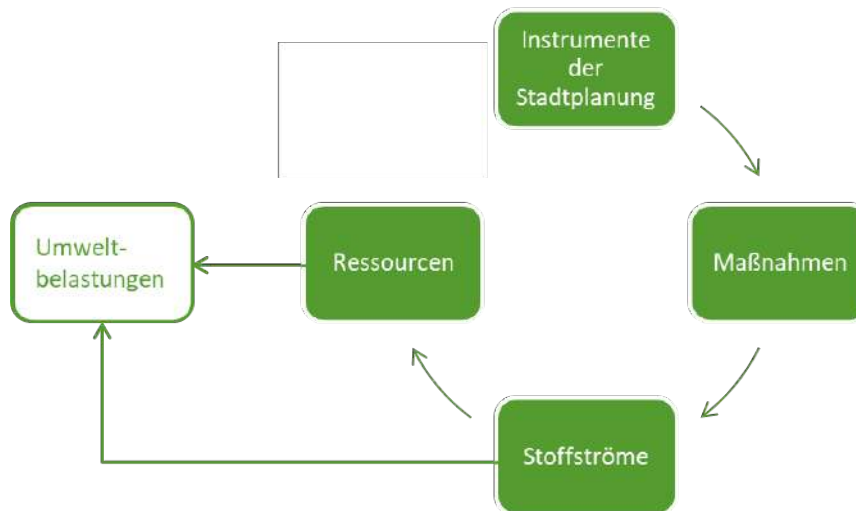 Instrumente
der
Stadtplanung
Umwelt-
belastungen
Ressourcen
Maßnahmen
Stoffströme